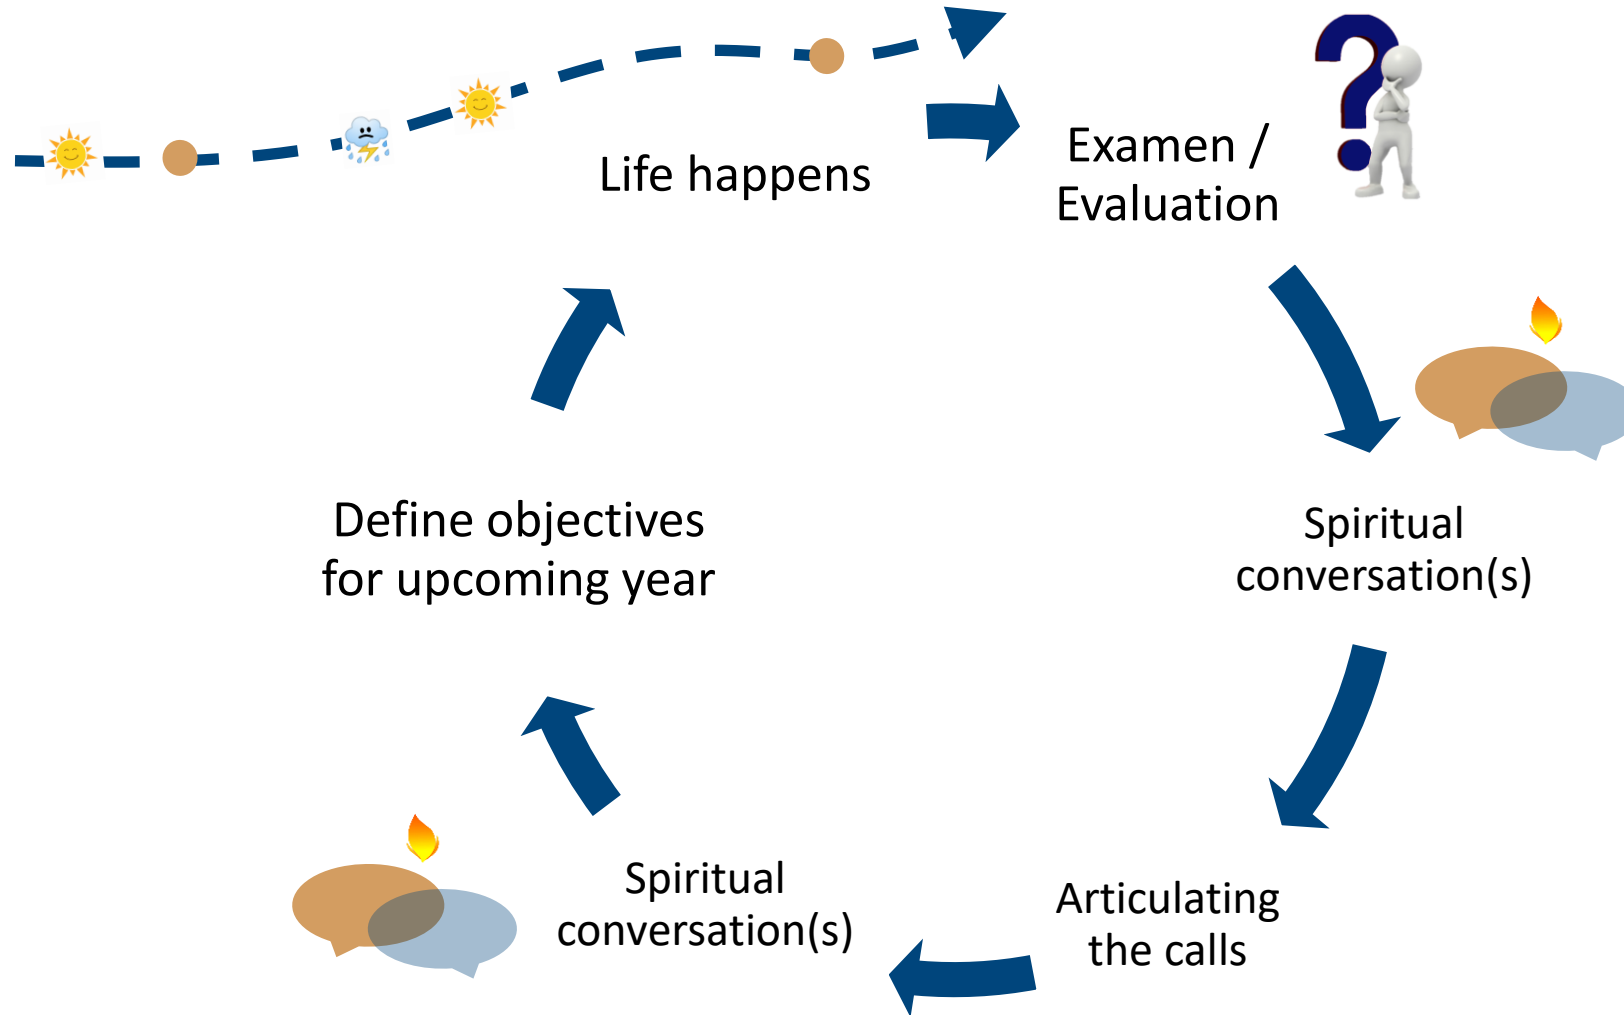 Life happens
Examen /
Evaluation
Spiritual
conversation(s)
Articulating
the calls
Spiritual
conversation(s)
Define objectives
for upcoming year
?